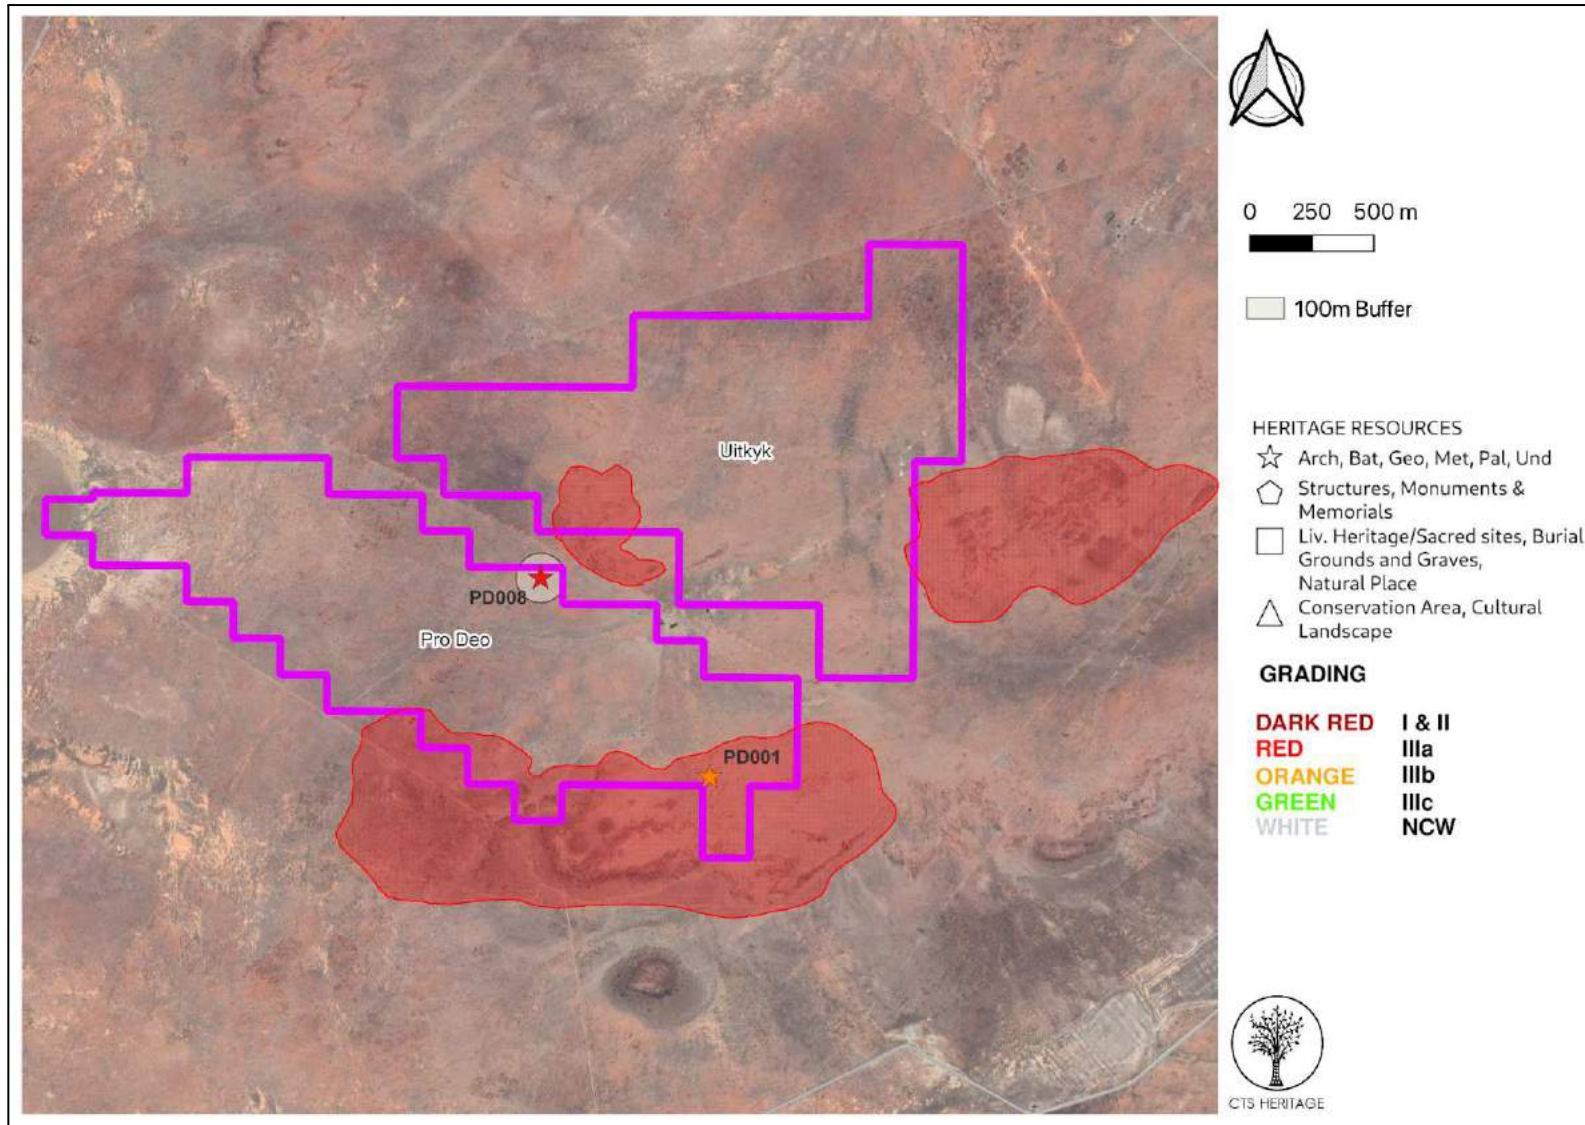 0 250 500 m
100m Buffer
HERITAGE RESOURCES
Arch, Bat, Geo, Met, Pal, Und
Structures, Monuments &
Memorials
Liv. Heritage/Sacred sites, Burial
Grounds and Graves,
Natural Place
Conservation Area, Cultural
Landscape
GRADING
DARK RED I & II
RED IIIa
ORANGE IIIb
GREEN IIIc
WHITE NCW
CTS HERITAGE
Uitkyk
PD008
Pro Deo
PD001